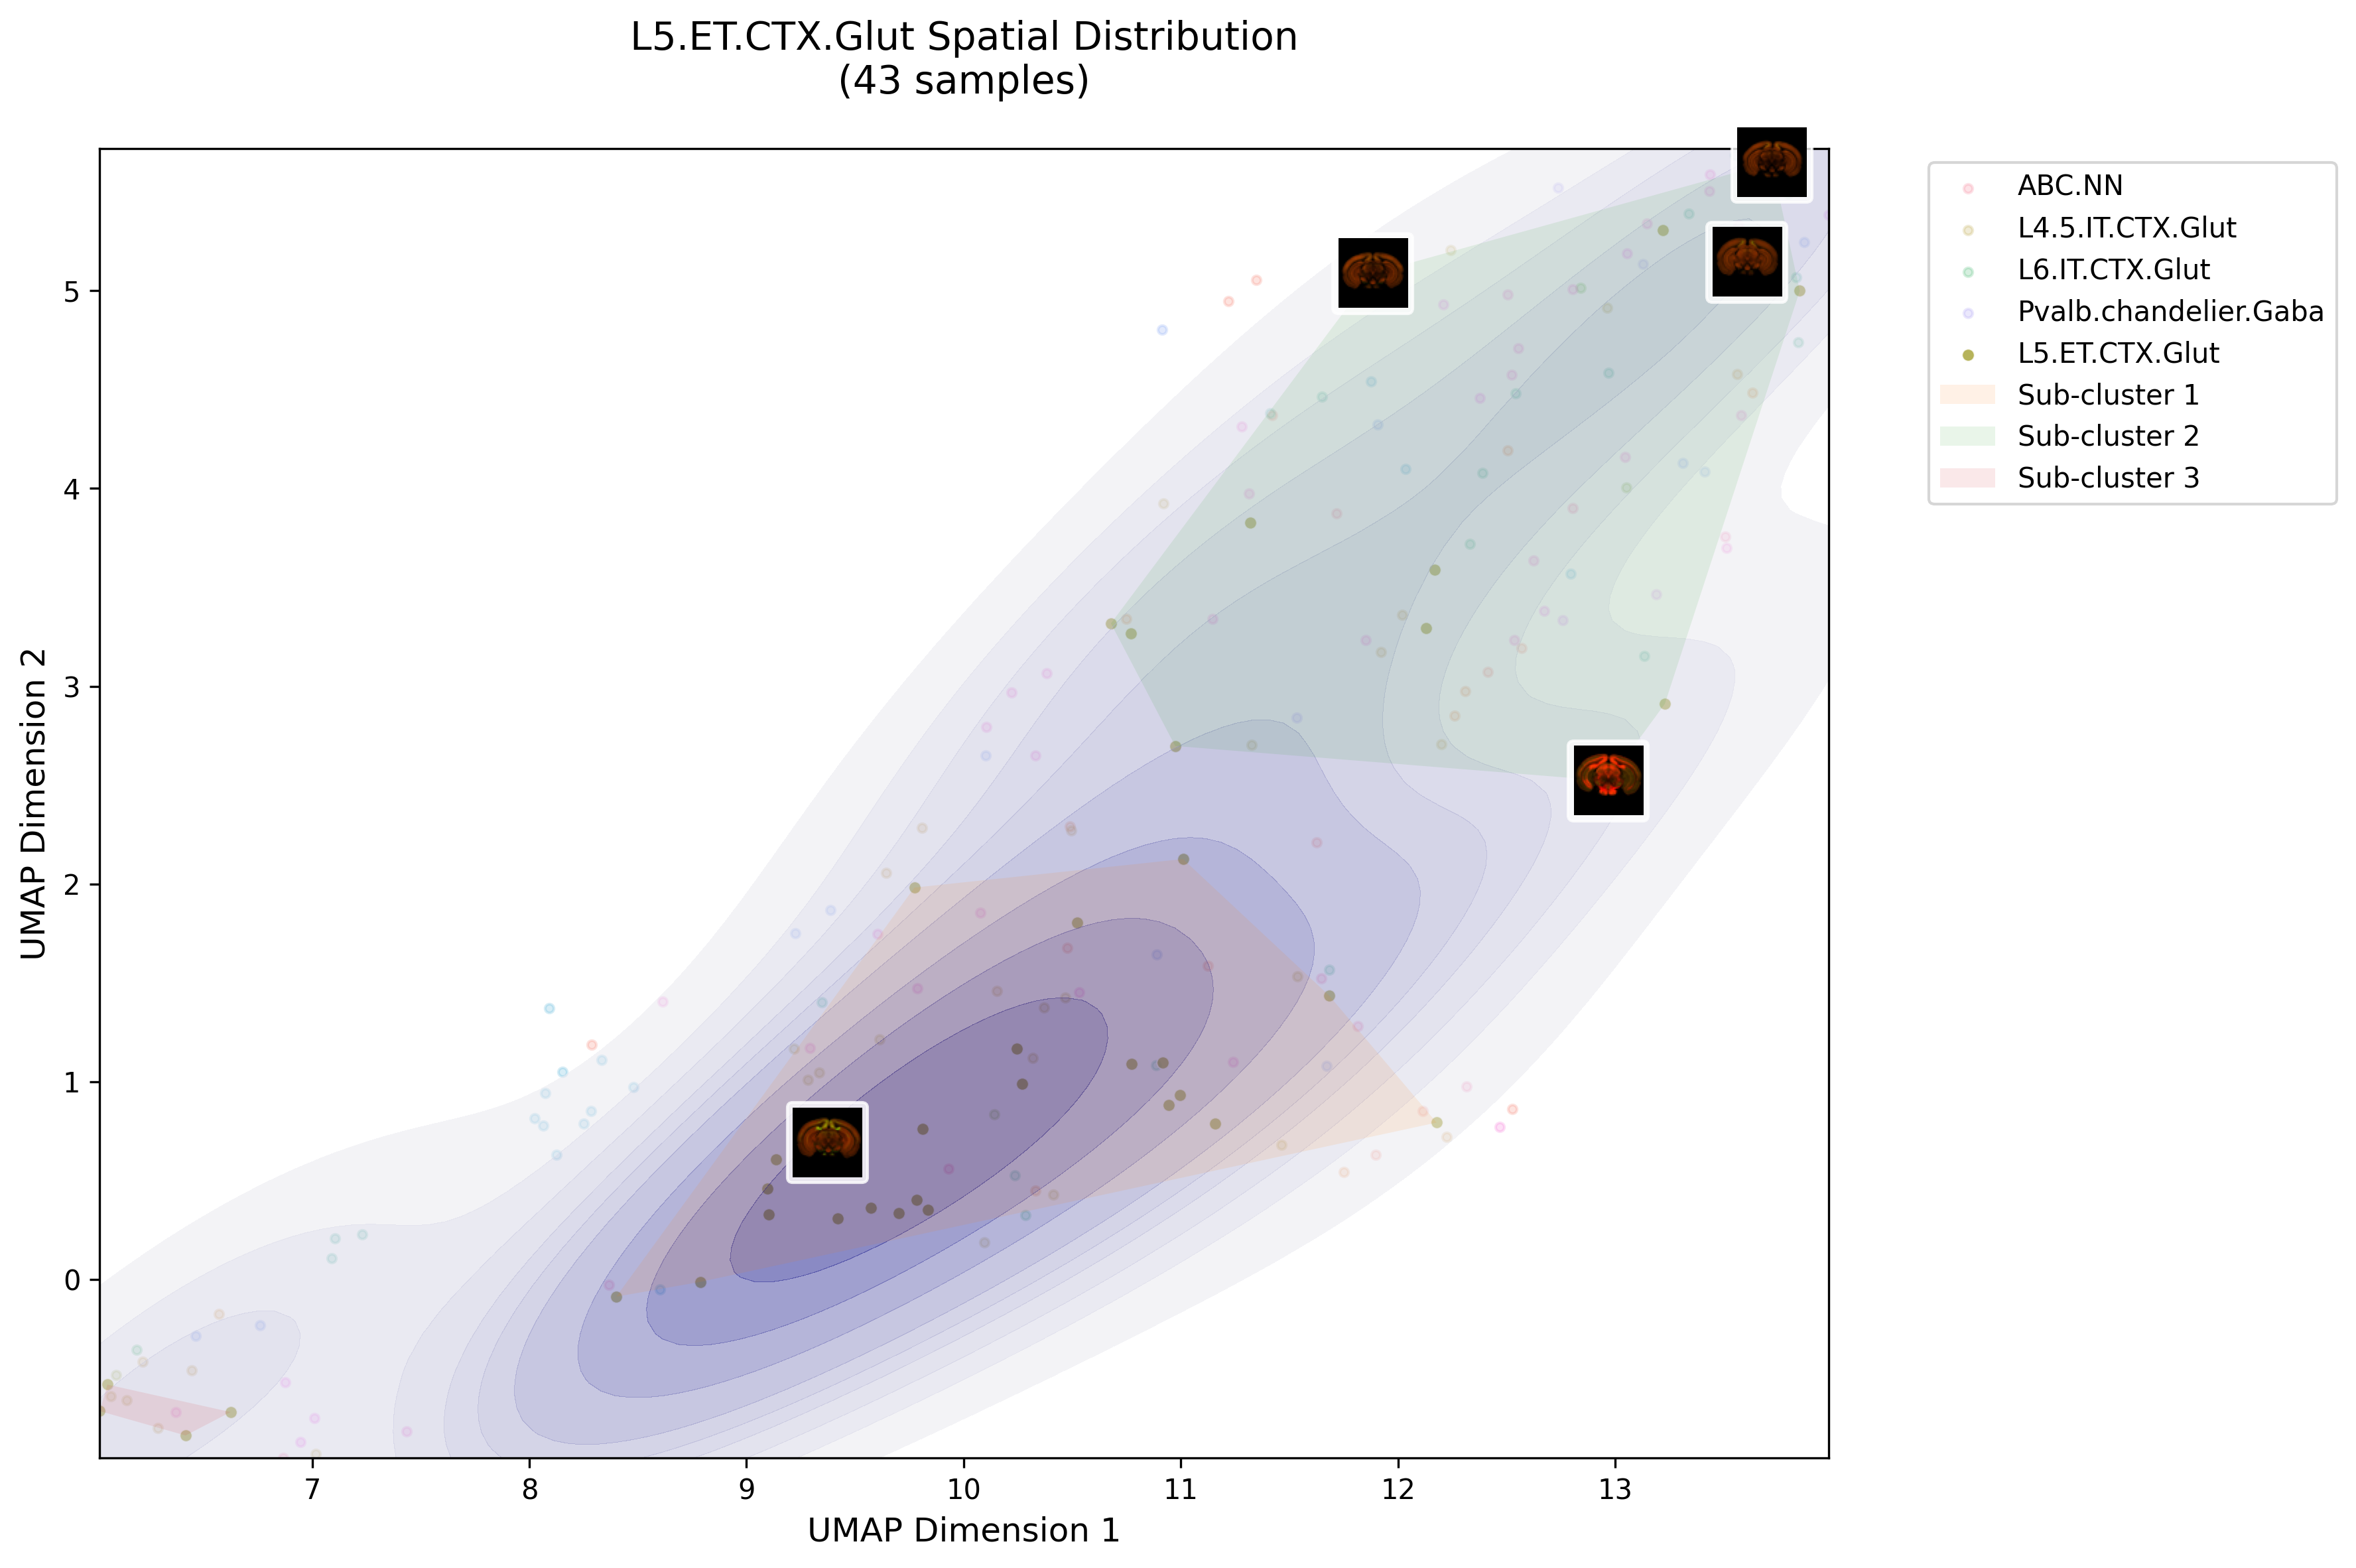 L5.ET.CTX.Glut Spatial Distribution
(43 samples)
ABC.NN
L4.5.IT.CTX.Glut
L6.IT.CTX.Glut
Pvalb.chandelier.Gaba
L5.ET.CTX.Glut
Sub-cluster 1
Sub-cluster 2
Sub-cluster 3
UMAP Dimension 2
5
4
3
2
1
0
7
8
9
10
11
12
13
UMAP Dimension 1